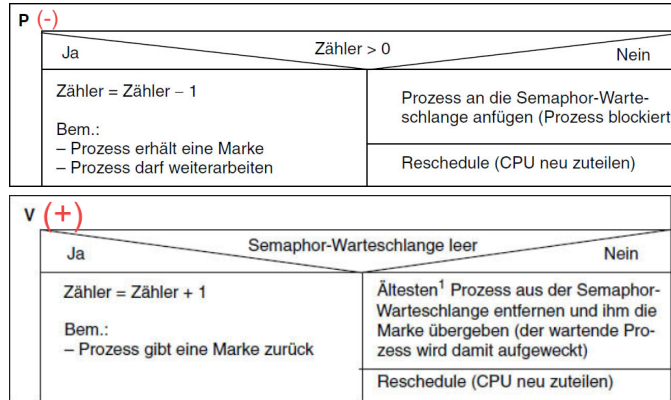 P (-)
Zähler > 0
Ja
Nein
Zähler = Zähler – 1
Bem.:
– Prozess erhält eine Marke
– Prozess darf weiterarbeiten
Prozess an die Semaphor-Warte-
schlange anfügen (Prozess blockiert
Reschedule (CPU neu zuteilen)
V (+)
Semaphor-Warteschlange leer
Ja
Nein
Zähler = Zähler + 1
Bem.:
– Prozess gibt eine Marke zurück
Ältesten¹ Prozess aus der Semaphor-
Warteschlange entfernen und ihm die
Marke übergeben (der wartende Pro-
zess wird damit aufgeweckt)
Reschedule (CPU neu zuteilen)